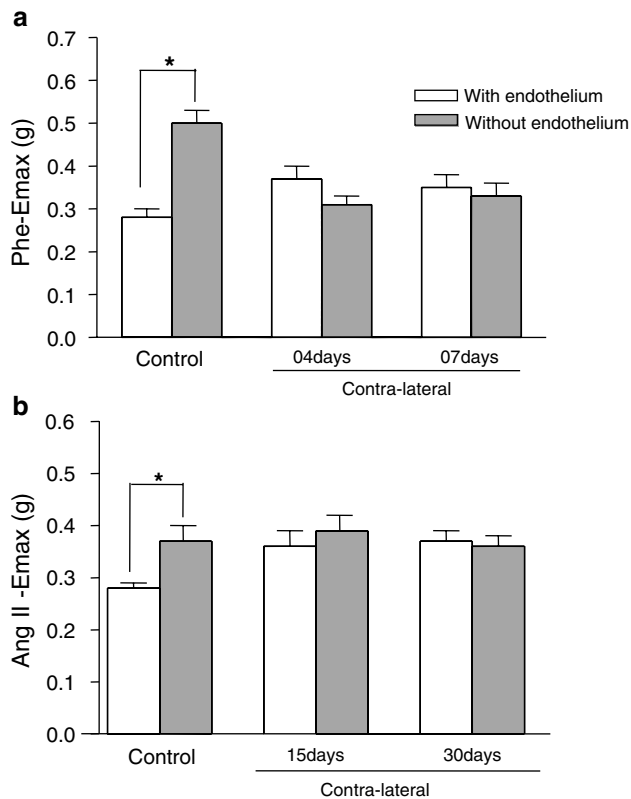 a
0.7
0.6
0.5
0.4
0.3
0.2
0.1
0.0
Phe-Emax (g)
*
With endothelium
Without endothelium
Control
04days
07days
Contra-lateral
b
0.6
0.5
0.4
0.3
0.2
0.1
0.0
Ang II -Emax (g)
*
Control
15days
30days
Contra-lateral